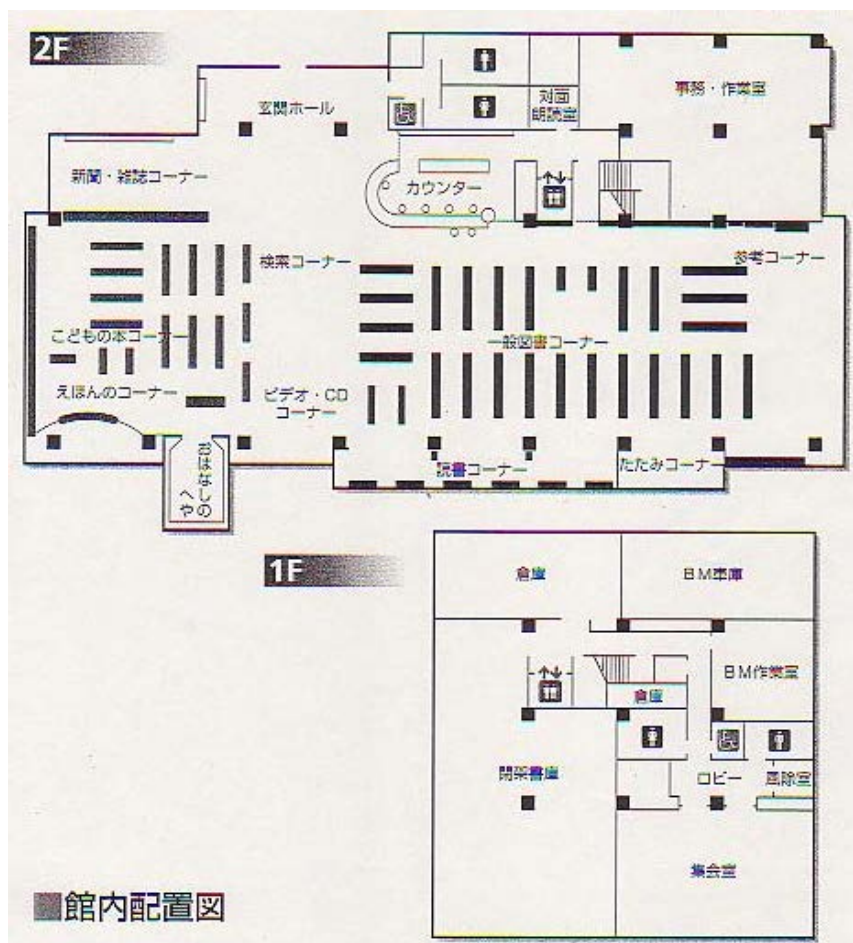 2F
玄関ホール
対面
朗読室
事務・作業室
新聞・雑誌コーナー
カウンター
検索コーナー
参考コーナー
こどもの本コーナー
一般図書コーナー
えほんのコーナー
ビデオ・CD
コーナー
おはなしの
へや
読書コーナー
たたみコーナー
1F
倉庫
BM車庫
BM作業室
倉庫
閉架書庫
ロビー
風除室
集会室
■館内配置図